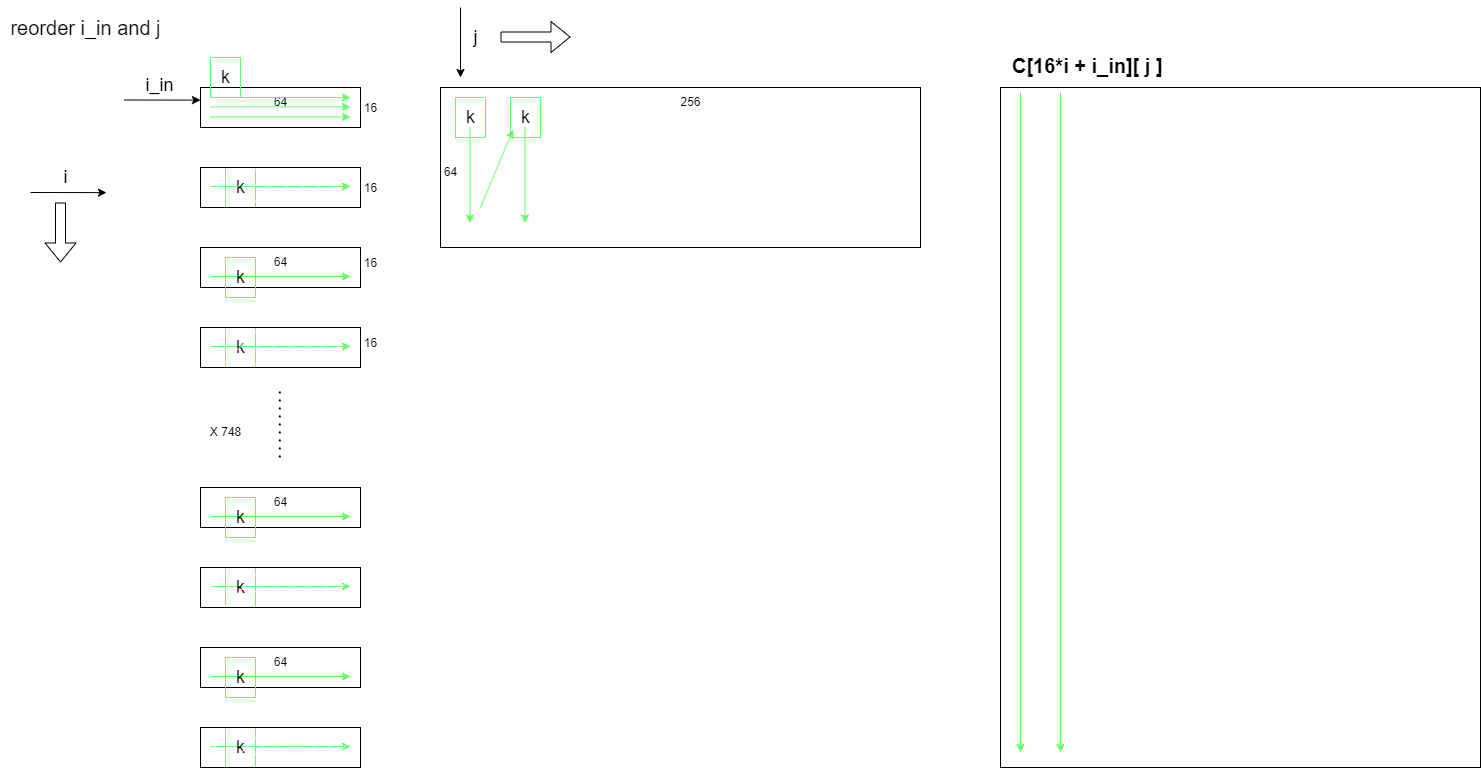 reorder i_in and j
j
k
i_in
C[16*i + i_in][ j ]
64
16
k
k
256
64
i
k
16
64
16
k
k
16
X 748
64
k
k
64
k
k